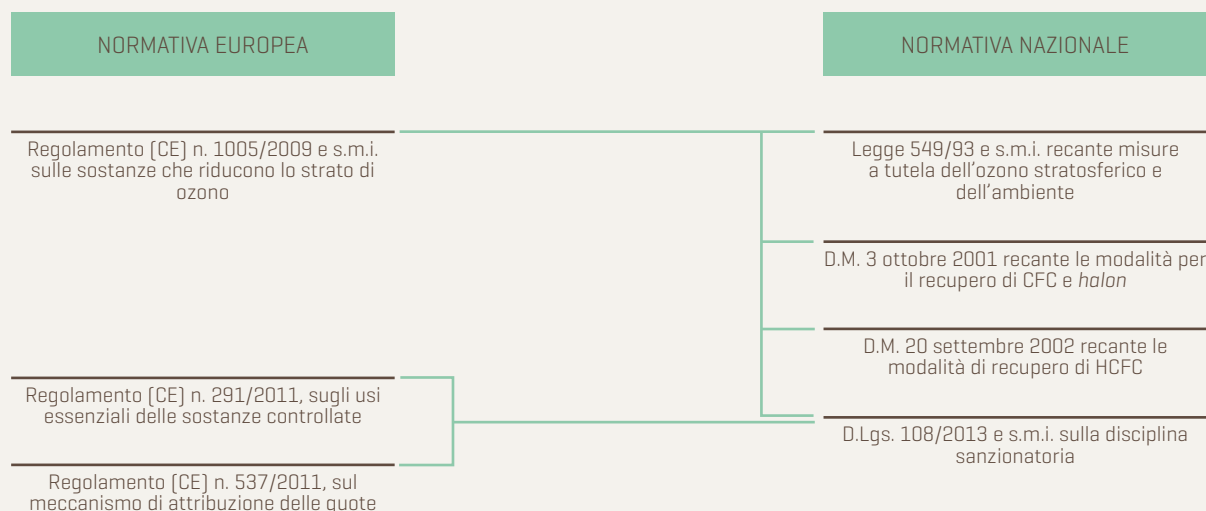 NORMATIVA EUROPEA
Regolamento (CE) n. 1005/2009 e s.m.i.
sulle sostanze che riducono lo strato di
ozono
Regolamento (CE) n. 291/2011, sugli usi
essenziali delle sostanze controllate
Regolamento (CE) n. 537/2011, sul
meccanismo di attribuzione delle quote
NORMATIVA NAZIONALE
Legge 549/93 e s.m.i. recante misure
a tutela dell'ozono stratosferico e
dell'ambiente
D.M. 3 ottobre 2001 recante le modalità per
il recupero di CFC e halon
D.M. 20 settembre 2002 recante le
modalità di recupero di HCFC
D.Lgs. 108/2013 e s.m.i. sulla disciplina
sanzionatoria